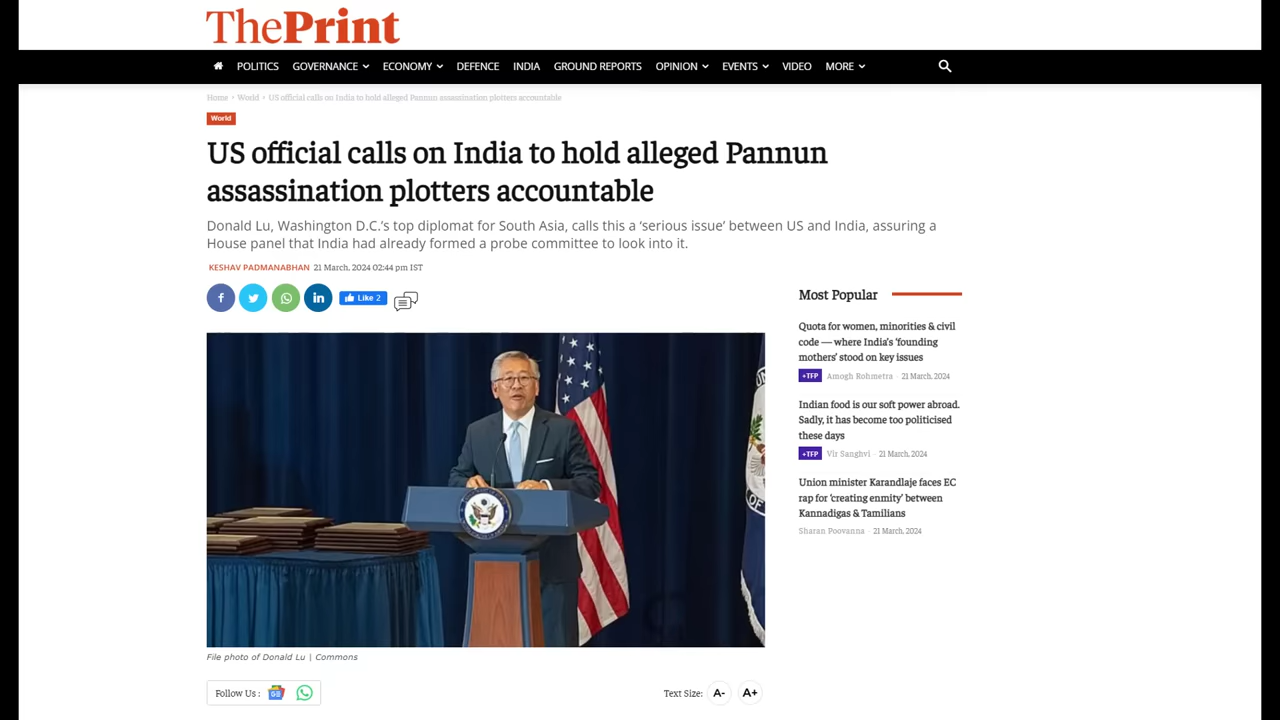 ThePrint
POLITICS GOVERNANCE ECONOMY DEFENCE INDIA GROUND REPORTS OPINION EVENTS VIDEO MORE
Home › World › US official calls on India to hold alleged Pannun assassination plotters accountable
World
US official calls on India to hold alleged Pannun
assassination plotters accountable
Donald Lu, Washington D.C.'s top diplomat for South Asia, calls this a ‘serious issue’ between US and India, assuring a
House panel that India had already formed a probe committee to look into it.
KESHAV PADMANABHAN 21 March, 2024 02:44 pm IST
Like 2
File photo of Donald Lu | Commons
Follow Us :
Text Size: A- A+
Most Popular
Quota for women, minorities & civil
code — where India’s ‘founding
mothers’ stood on key issues
+TFP Amogh Rohmetra - 21 March, 2024
Indian food is our soft power abroad.
Sadly, it has become too politicised
these days
+TFP Vir Sanghvi - 21 March, 2024
Union minister Karandlaje faces EC
rap for ‘creating enmity’ between
Kannadigas & Tamilians
Sharan Poovanna - 21 March, 2024